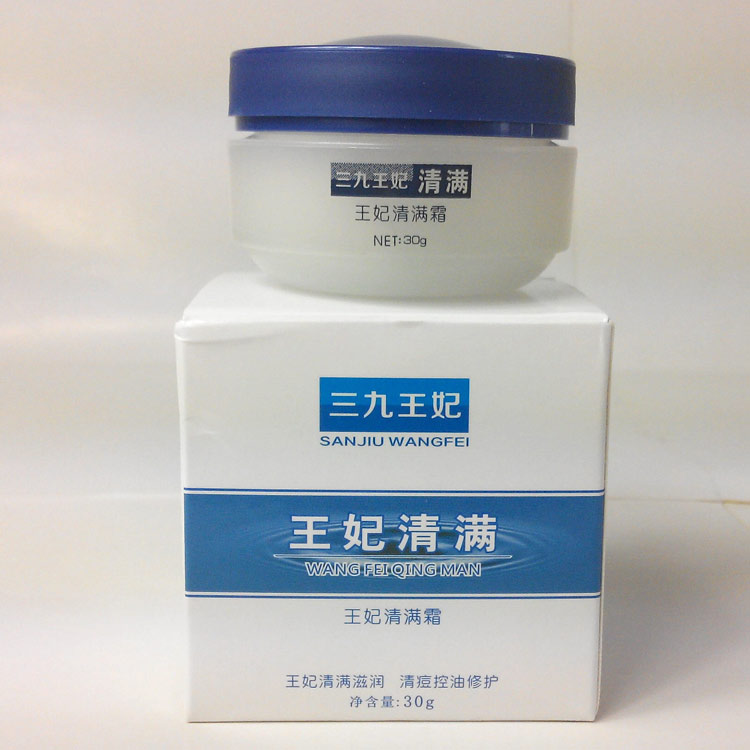 三九王妃 清满
王妃清满霜
NET:30g
三九王妃
SANJIU WANGFEI
王妃清满
WANG FEI QING MAN
王妃清满霜
王妃清满滋润 清痘控油修护
净含量:30g